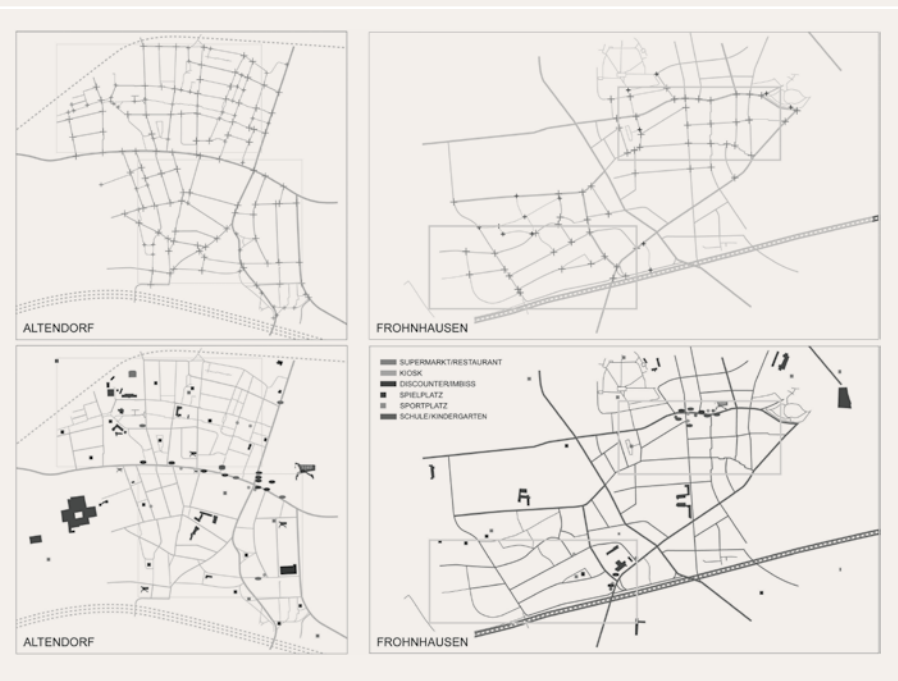 ALTENDORF
FROHNHAUSEN
SUPERMARKT/RESTAURANT
KIOSK
DISCOUNTER/IMBISS
SPIELPLATZ
SPORTPLATZ
SCHULE/KINDERGARTEN
ALTENDORF
FROHNHAUSEN